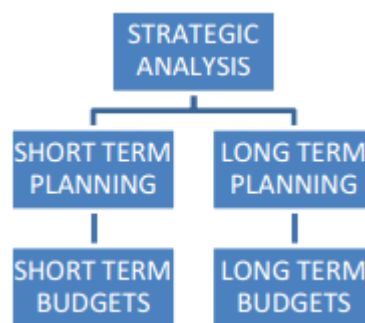 STRATEGIC
ANALYSIS
SHORT TERM
PLANNING
LONG TERM
PLANNING
SHORT TERM
BUDGETS
LONG TERM
BUDGETS